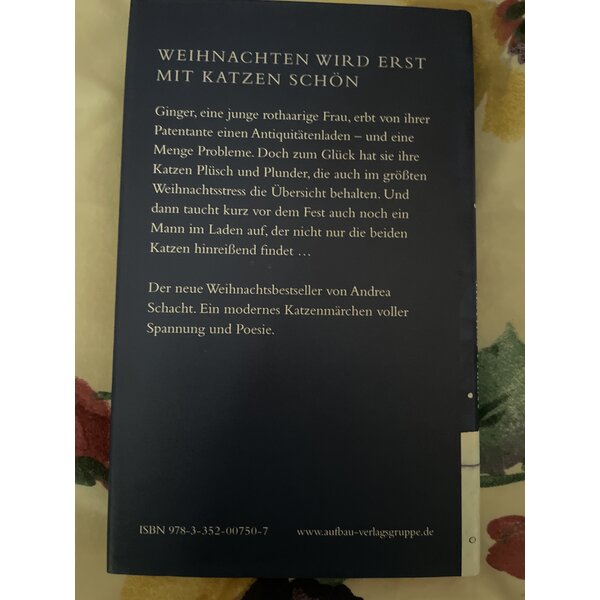 WEIHNACHTEN WIRD ERST
MIT KATZEN SCHÖN
Ginger, eine junge rothaarige Frau, erbt von ihrer
Patentante einen Antiquitätenladen – und eine
Menge Probleme. Doch zum Glück hat sie ihre
Katzen Plüsch und Plunder, die auch im größten
Weihnachtsstress die Übersicht behalten. Und
dann taucht kurz vor dem Fest auch noch ein
Mann im Laden auf, der nicht nur die beiden
Katzen hinreißend findet …
Der neue Weihnachtsbestseller von Andrea
Schacht. Ein modernes Katzenmärchen voller
Spannung und Poesie.
ISBN 978-3-352-00750-7 www.aufbau-verlagsgruppe.de